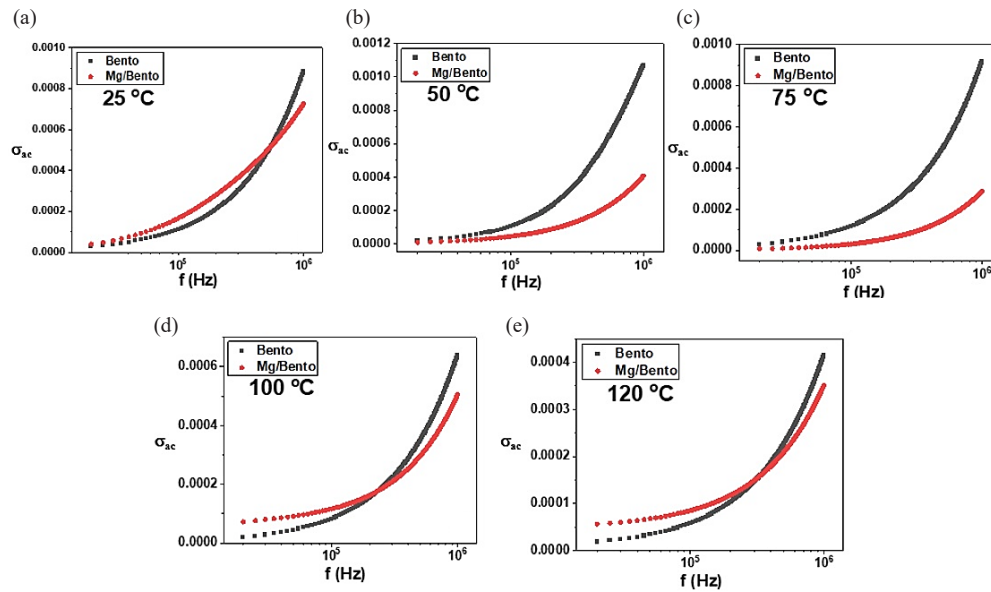 (a)
0.0010
0.0008
0.0006
0.0004
0.0002
0.0000
σac
Bento
Mg/Bento
25 °C
10⁵
10⁶
f (Hz)
(b)
0.0012
0.0010
0.0008
0.0006
0.0004
0.0002
0.0000
σac
Bento
Mg/Bento
50 °C
10⁵
10⁶
f (Hz)
(c)
0.0010
0.0008
0.0006
0.0004
0.0002
0.0000
σac
Bento
Mg/Bento
75 °C
10⁵
10⁶
f (Hz)
(d)
0.0006
0.0004
0.0002
0.0000
σac
Bento
Mg/Bento
100 °C
10⁵
10⁶
f (Hz)
(e)
0.0004
0.0003
0.0002
0.0001
0.0000
σac
Bento
Mg/Bento
120 °C
10⁵
10⁶
f (Hz)